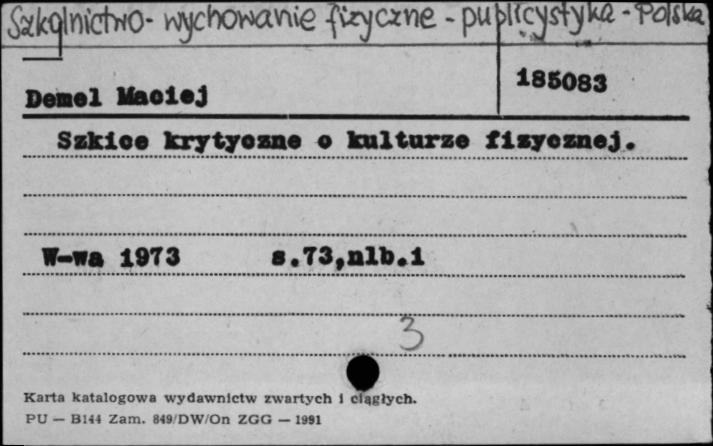 Szkolnictwo - wychowanie fizyczne - publicystyka - Polska
185083
Demel Maciej
Szkice krytyczne o kulturze fizycznej.
W-wa 1973 s.73,nlb.1
3
Karta katalogowa wydawnictw zwartych i ciągłych.
PU — B144 Zam. 849/DW/On ZGG — 1991